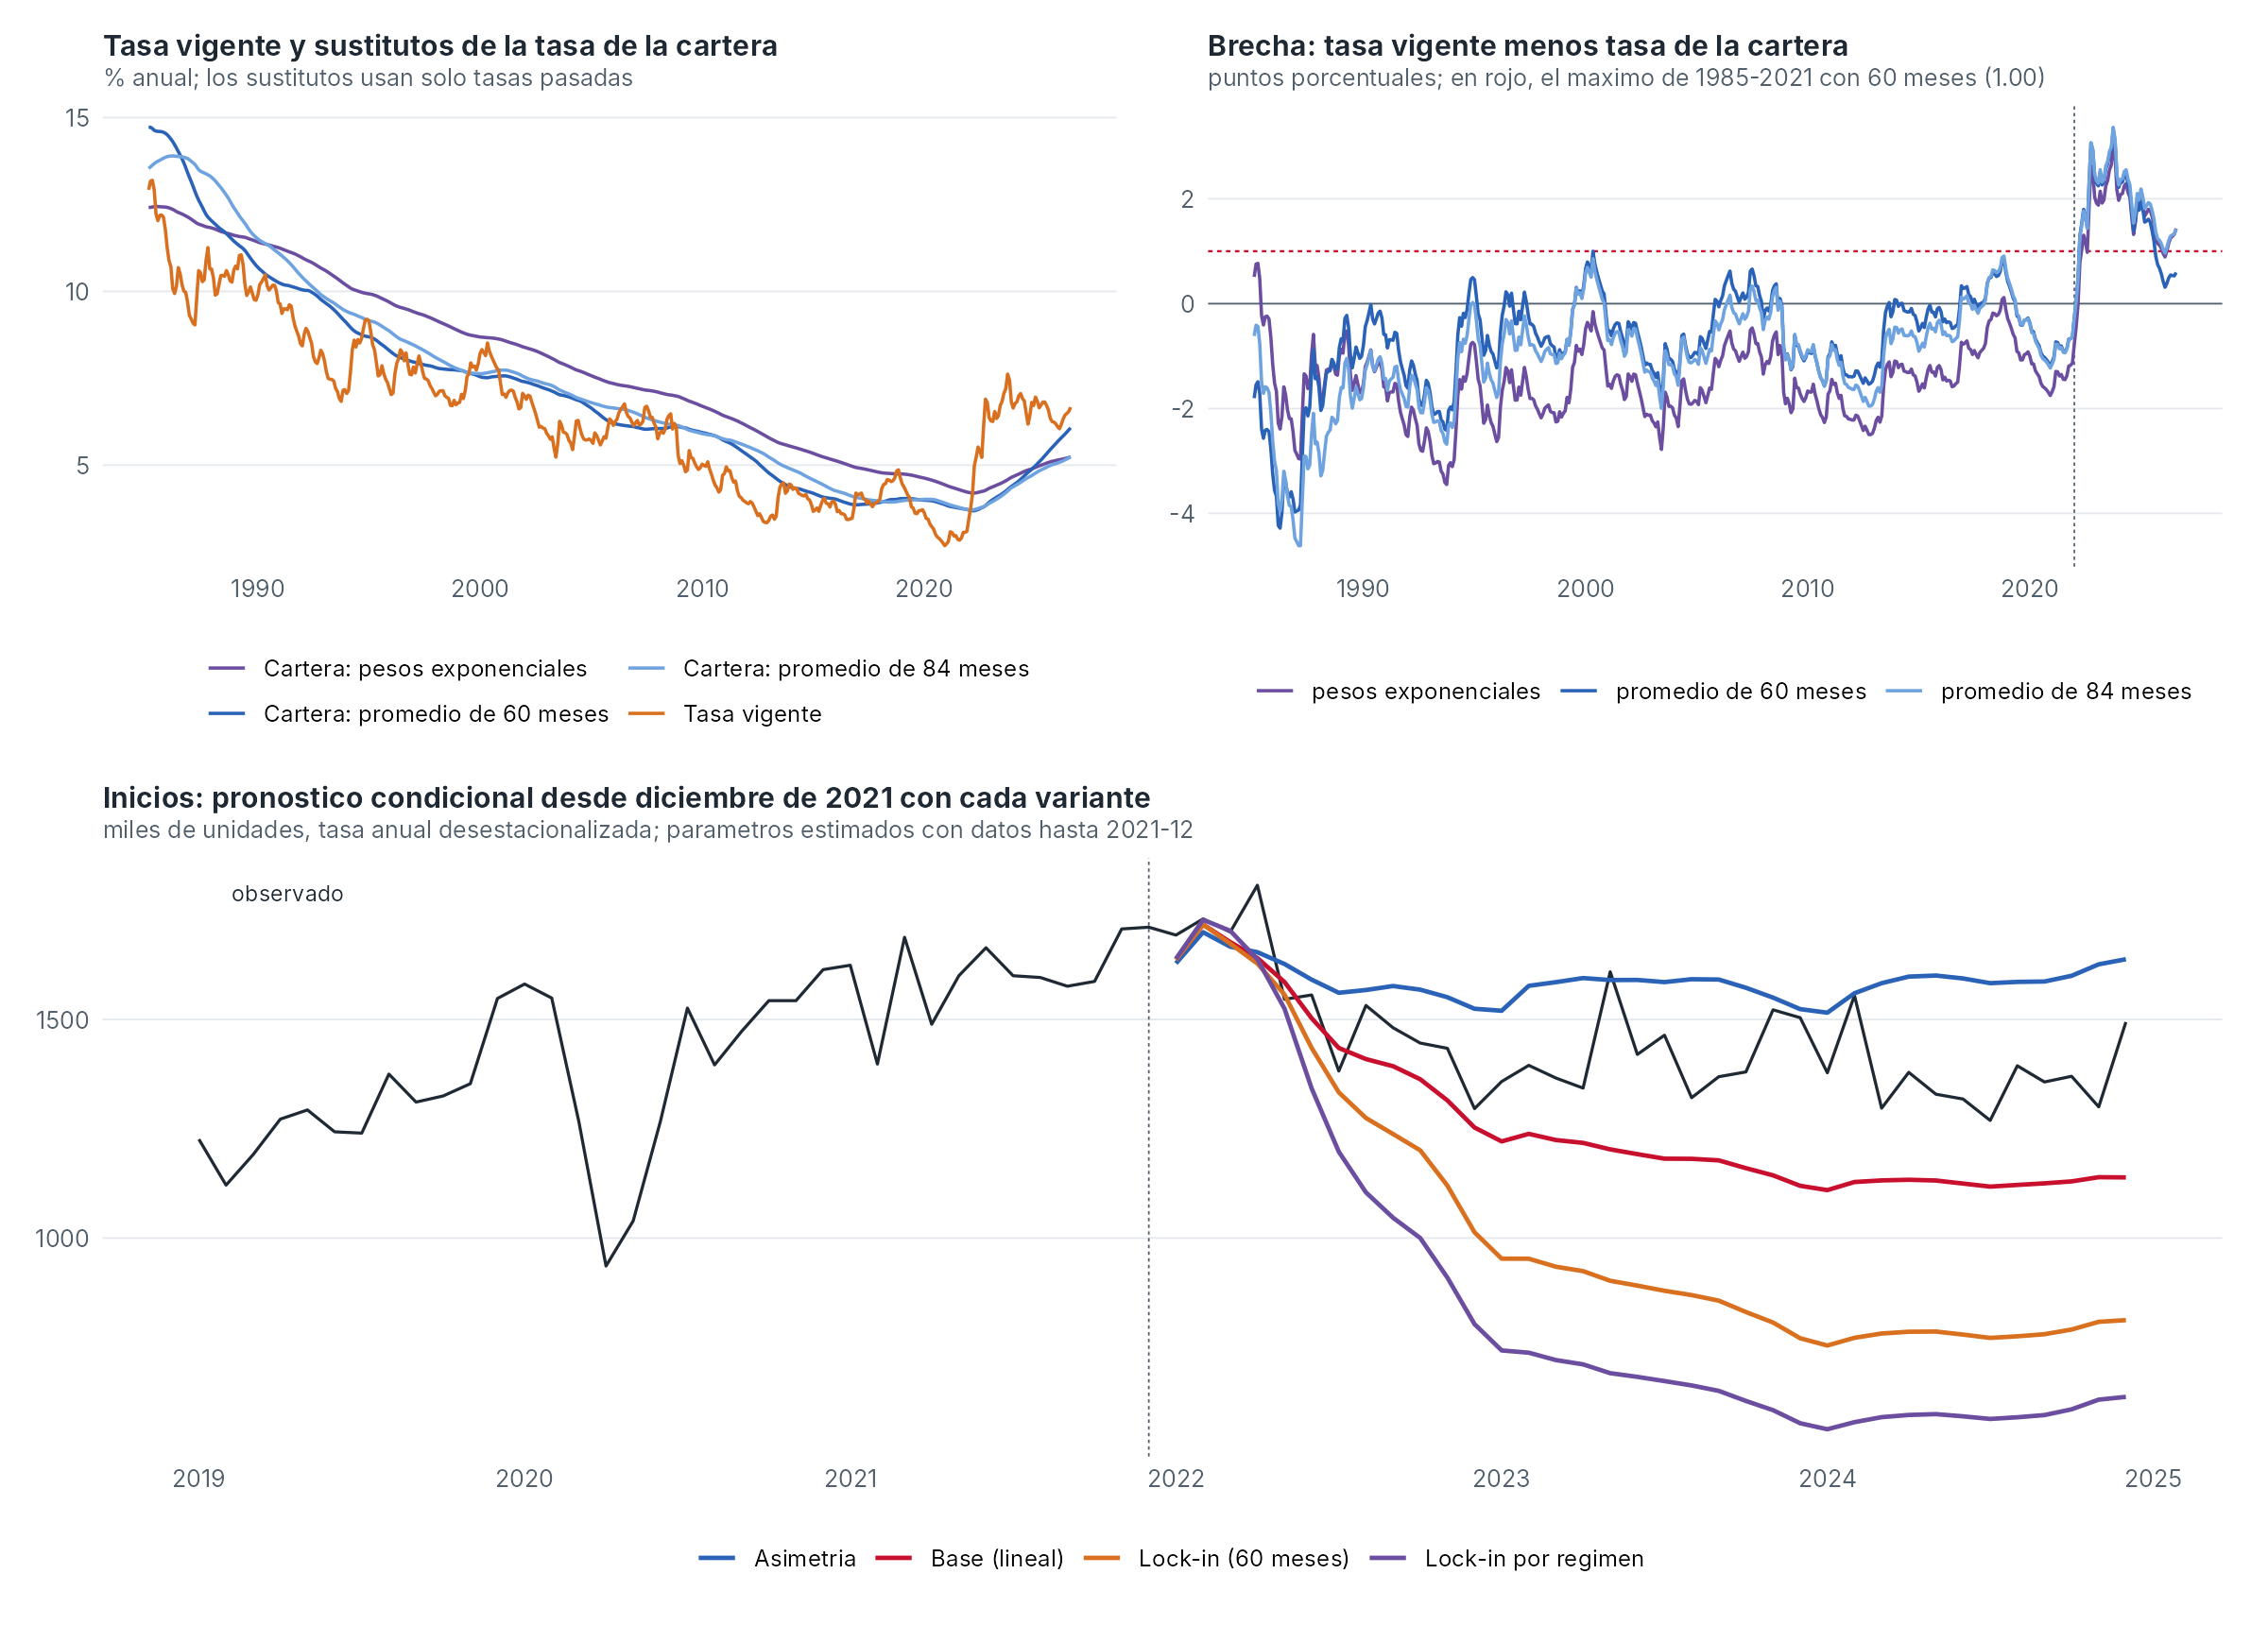 Tasa vigente y sustitutos de la tasa de la cartera
% anual; los sustitutos usan solo tasas pasadas
15
10
5
1990 2000 2010 2020
Cartera: pesos exponenciales
Cartera: promedio de 84 meses
Cartera: promedio de 60 meses
Tasa vigente
Brecha: tasa vigente menos tasa de la cartera
puntos porcentuales; en rojo, el maximo de 1985-2021 con 60 meses (1.00)
2
0
-2
-4
1990 2000 2010 2020
pesos exponenciales promedio de 60 meses promedio de 84 meses
Inicios: pronostico condicional desde diciembre de 2021 con cada variante
miles de unidades, tasa anual desestacionalizada; parametros estimados con datos hasta 2021-12
observado
1500
1000
2019 2020 2021 2022 2023 2024 2025
Asimetria Base (lineal) Lock-in (60 meses) Lock-in por regimen